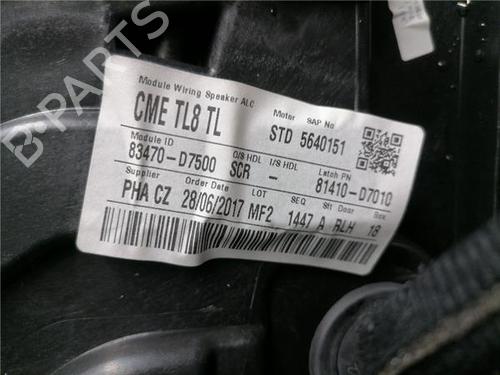 B-PARTS
Module Wiring Speaker ALC Motor SAP No
CME TL8 TL STD 5640151
Module ID O/S HDL I/S HDL Latch PN
83470-D7500 SCR - 81410-D7010
Supplier Order Date LOT SEQ Sft Door
PHA CZ 28/06/2017 MF2 1447 A RLH 18